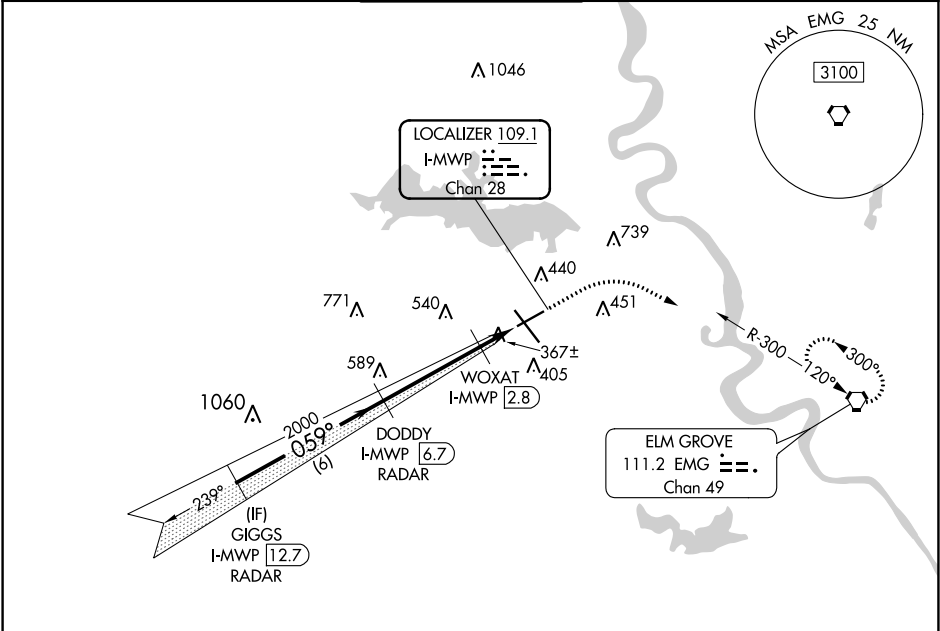 MSA EMG 25 NM
3100
1046
LOCALIZER 109.1
I-MWP
Chan 28
739
440
771
540
451
367±
589
405
WOXAT
I-MWP 2.8
R-300
120°
300°
1060
2000
059°
(6)
DODDY
I-MWP 6.7
RADAR
ELM GROVE
111.2 EMG
Chan 49
239°
(IF)
GIGGS
I-MWP 12.7
RADAR